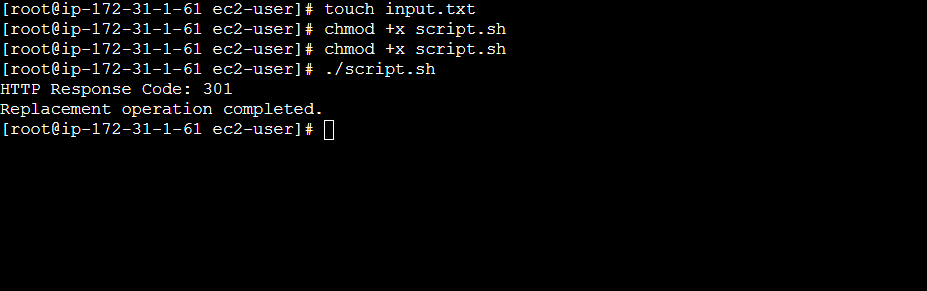 [root@ip-172-31-1-61 ec2-user]# touch input.txt
[root@ip-172-31-1-61 ec2-user]# chmod +x script.sh
[root@ip-172-31-1-61 ec2-user]# chmod +x script.sh
[root@ip-172-31-1-61 ec2-user]# ./script.sh
HTTP Response Code: 301
Replacement operation completed.
[root@ip-172-31-1-61 ec2-user]#